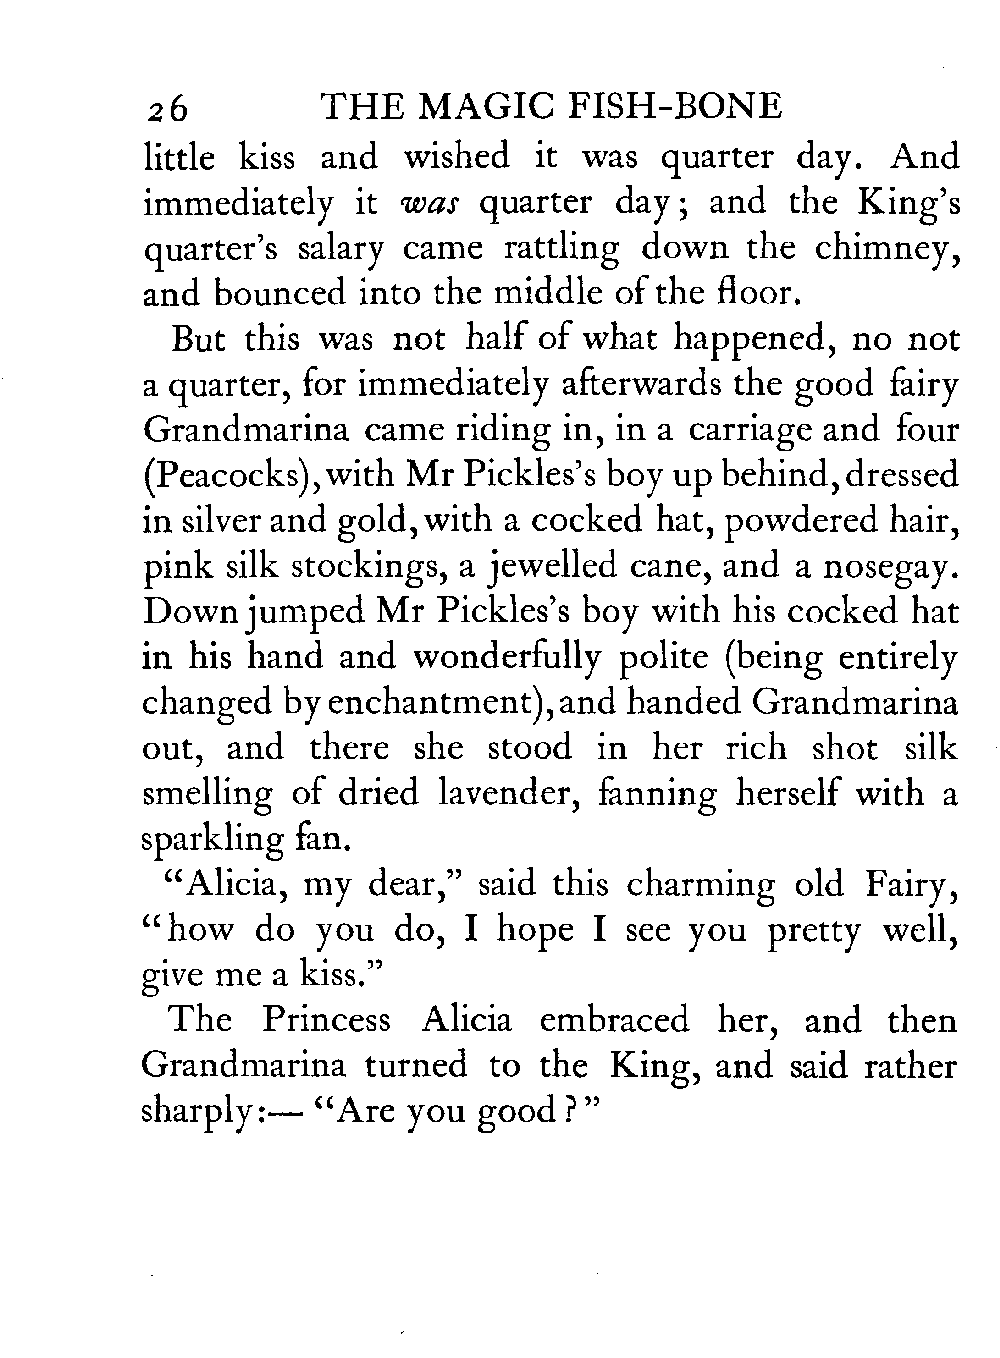 26 THE MAGIC FISH-BONE
little kiss and wished it was quarter day. And
immediately it was quarter day; and the King's
quarter's salary came rattling down the chimney,
and bounced into the middle of the floor.
But this was not half of what happened, no not
a quarter, for immediately afterwards the good fairy
Grandmarina came riding in, in a carriage and four
(Peacocks), with Mr Pickles's boy up behind, dressed
in silver and gold, with a cocked hat, powdered hair,
pink silk stockings, a jewelled cane, and a nosegay.
Down jumped Mr Pickles's boy with his cocked hat
in his hand and wonderfully polite (being entirely
changed by enchantment), and handed Grandmarina
out, and there she stood in her rich shot silk
smelling of dried lavender, fanning herself with a
sparkling fan.
“Alicia, my dear,” said this charming old Fairy,
“how do you do, I hope I see you pretty well,
give me a kiss.”
The Princess Alicia embraced her, and then
Grandmarina turned to the King, and said rather
sharply:— “Are you good?”